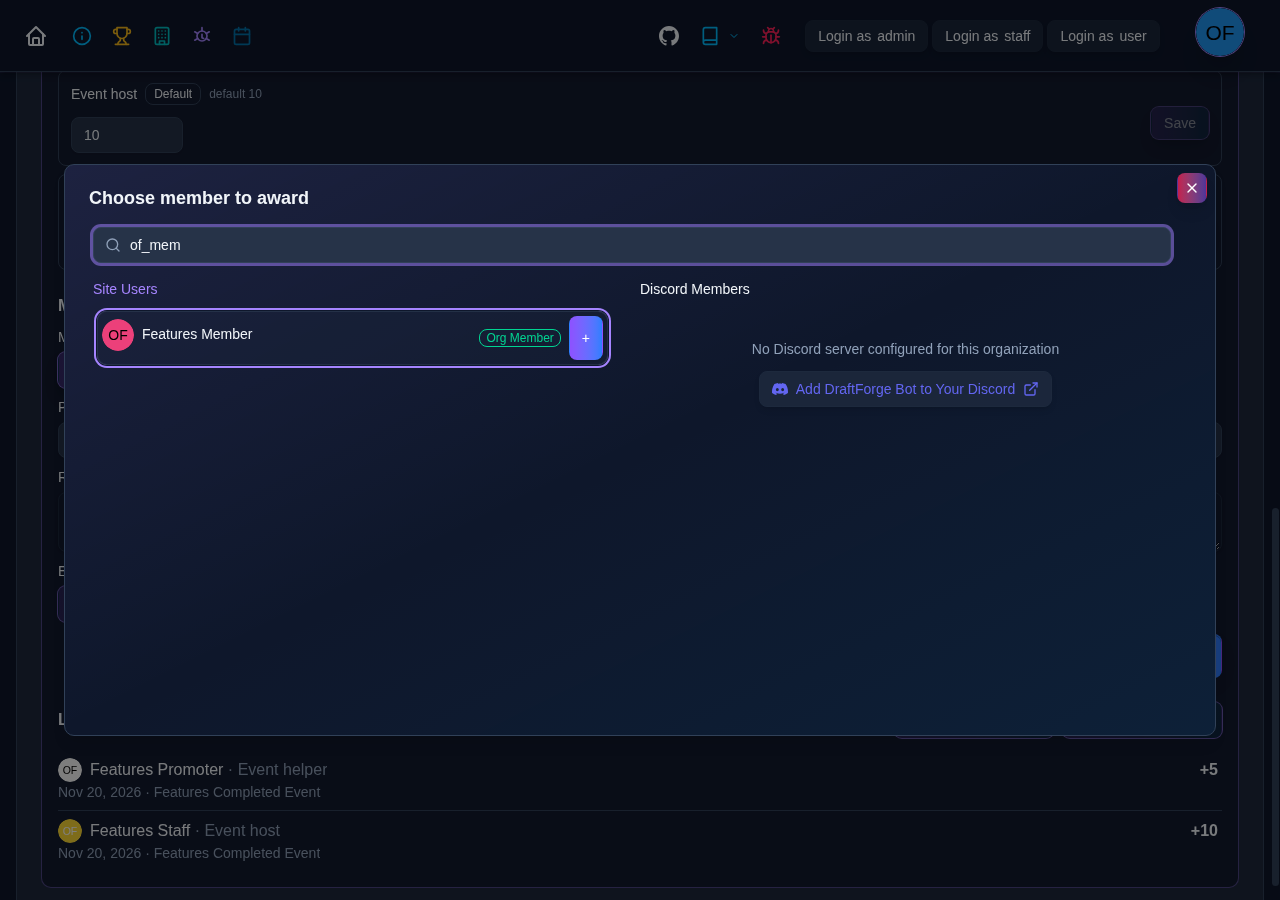 Login as admin
Login as staff
Login as user
OF
Event host
Default
default 10
10
Save
Choose member to award
of_mem
Site Users
OF
Features Member
Org Member
+
Discord Members
No Discord server configured for this organization
Add DraftForge Bot to Your Discord
OF
Features Promoter · Event helper
+5
Nov 20, 2026 · Features Completed Event
OF
Features Staff · Event host
+10
Nov 20, 2026 · Features Completed Event